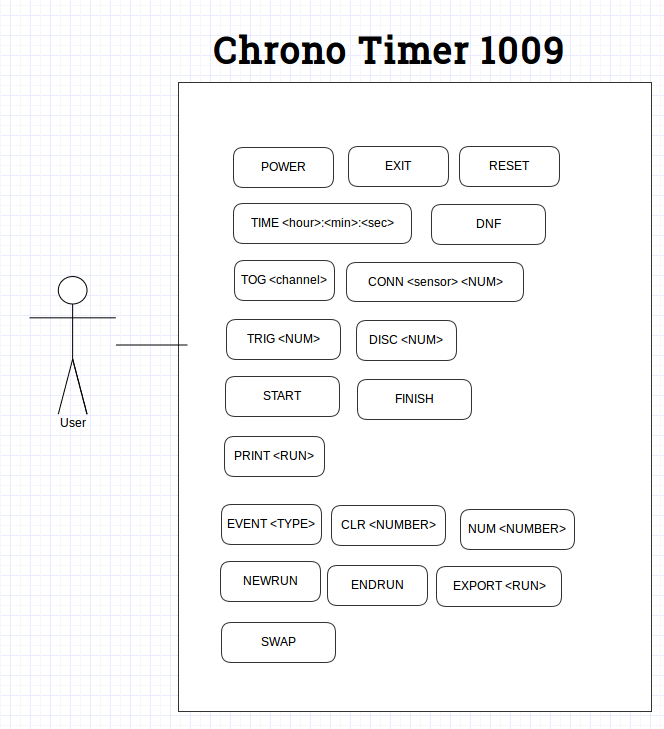 Chrono Timer 1009
POWER
EXIT
RESET
TIME <hour>:<min>:<sec>
DNF
TOG <channel>
CONN <sensor> <NUM>
TRIG <NUM>
DISC <NUM>
START
FINISH
User
PRINT <RUN>
EVENT <TYPE>
CLR <NUMBER>
NUM <NUMBER>
NEWRUN
ENDRUN
EXPORT <RUN>
SWAP